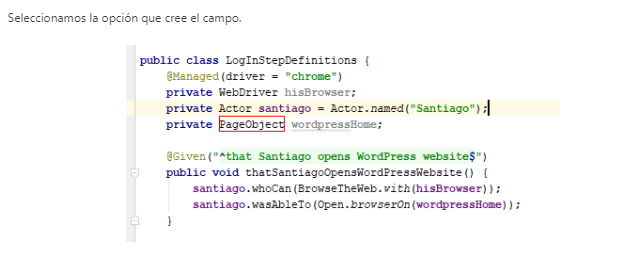 Seleccionamos la opción que cree el campo.
public class LogInStepDefinitions {
@Managed(driver = "chrome")
private WebDriver hisBrowser;
private Actor santiago = Actor.named("Santiago");
private PageObject wordpressHome;
@Given("^that Santiago opens WordPress website$")
public void thatSantiagoOpensWordPressWebsite() {
santiago.whoCan(BrowseTheWeb.with(hisBrowser));
santiago.wasAbleTo(Open.browserOn(wordpressHome));
}